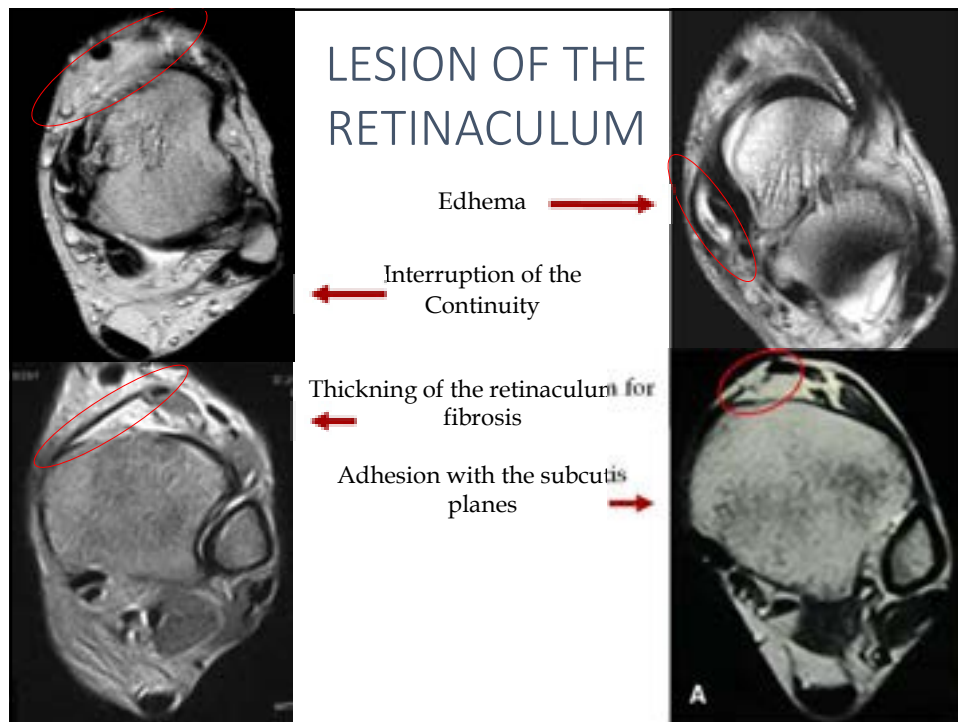 LESION OF THE
RETINACULUM
Edhema
Interruption of the
Continuity
Thickning of the retinaculum for
fibrosis
Adhesion with the subcutis
planes
A